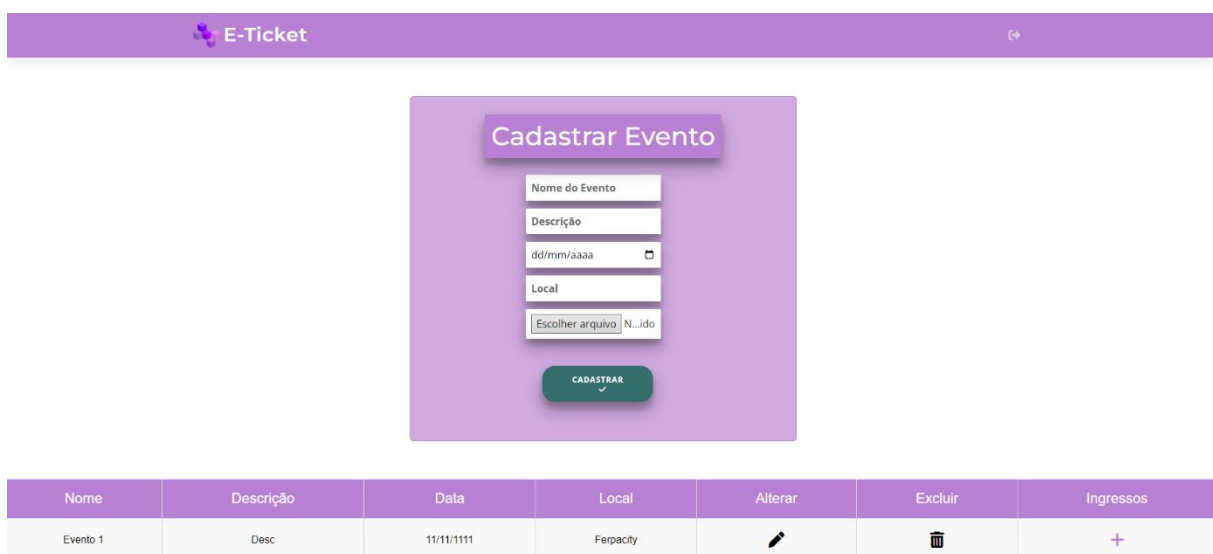 E-Ticket
Cadastrar Evento
Nome do Evento
Descrição
dd/mm/aaaa
Local
Escolher arquivo N...ido
CADASTRAR
Nome Descrição Data Local Alterar Excluir Ingressos
Evento 1 Desc 11/11/1111 Ferpacity